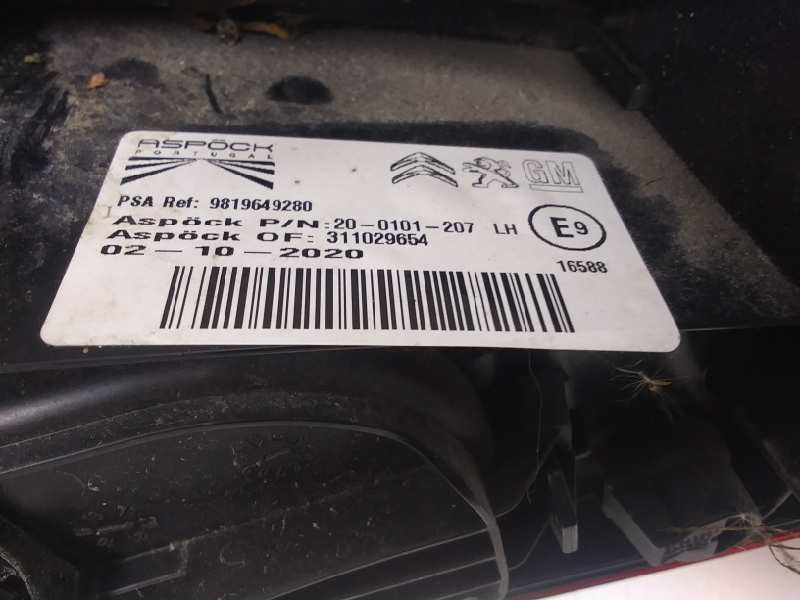 ASPÖCK
PORTUGAL
GM
PSA Ref: 9819649280
Aspöck P/N: 20-0101-207 LH
E9
Aspöck OF: 311029654
02-10-2020
16588